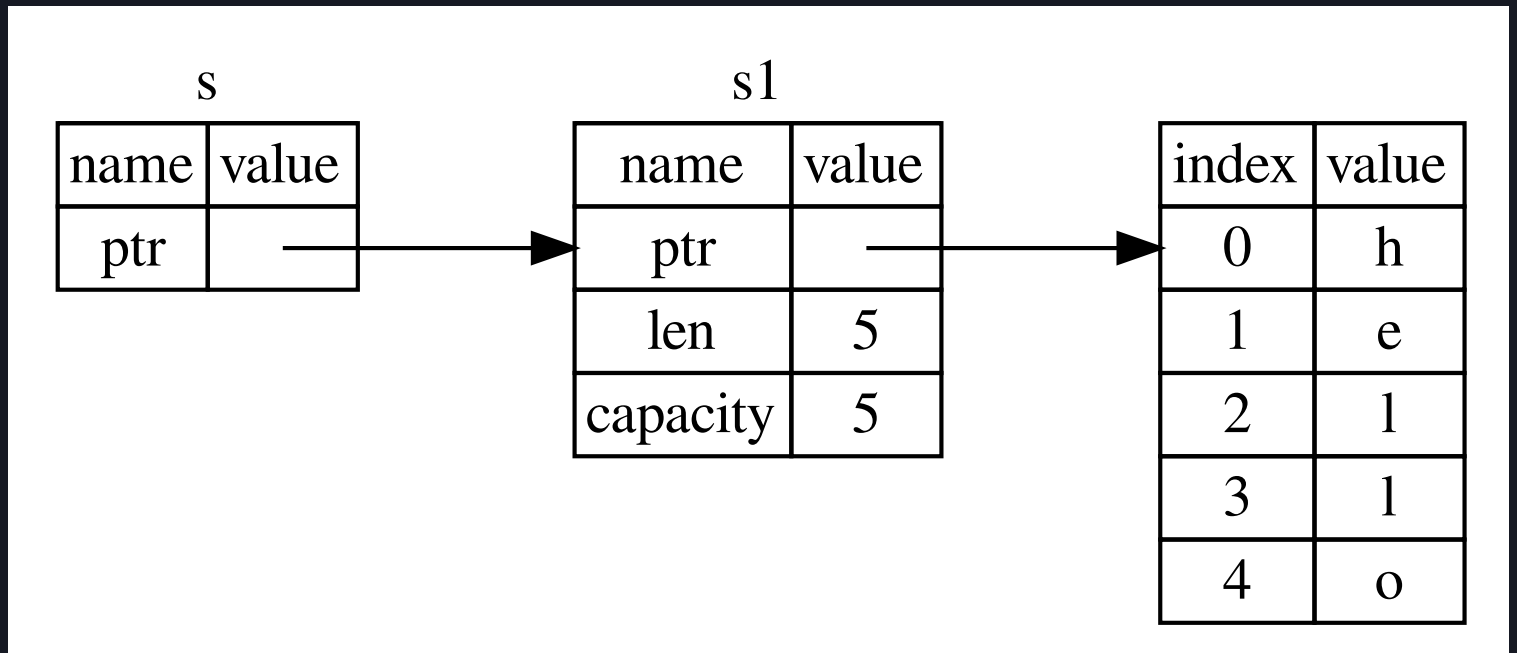 s
name value
ptr
s1
name value
ptr
len 5
capacity 5
index value
0 h
1 e
2 l
3 l
4 o